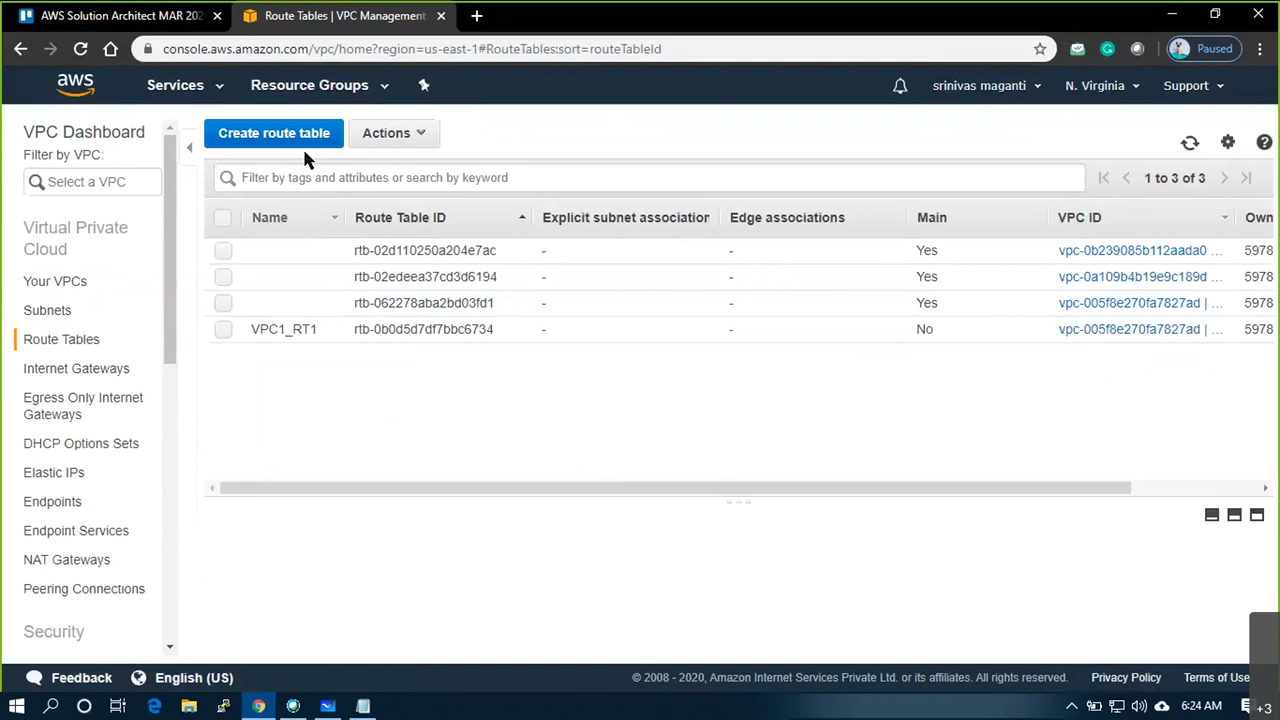 AWS Solution Architect MAR 202
Route Tables | VPC Management
console.aws.amazon.com/vpc/home?region=us-east-1#RouteTables:sort=routeTableId
Paused
aws
Services
Resource Groups
srinivas maganti
N. Virginia
Support
VPC Dashboard
Filter by VPC:
Select a VPC
Virtual Private
Cloud
Your VPCs
Subnets
Route Tables
Internet Gateways
Egress Only Internet
Gateways
DHCP Options Sets
Elastic IPs
Endpoints
Endpoint Services
NAT Gateways
Peering Connections
Security
Create route table
Actions
Filter by tags and attributes or search by keyword
1 to 3 of 3
Name Route Table ID Explicit subnet association Edge associations Main VPC ID Own
rtb-02d110250a204e7ac - - Yes vpc-0b239085b112aada0 ... 5978
rtb-02edeea37cd3d6194 - - Yes vpc-0a109b4b19e9c189d ... 5978
rtb-062278aba2bd03fd1 - - Yes vpc-005f8e270fa7827ad | ... 5978
VPC1_RT1 rtb-0b0d5d7df7bbc6734 - - No vpc-005f8e270fa7827ad | ... 5978
Feedback
English (US)
© 2008 - 2020, Amazon Internet Services Private Ltd. or its affiliates. All rights reserved.
Privacy Policy
Terms of Use
6:24 AM
+3